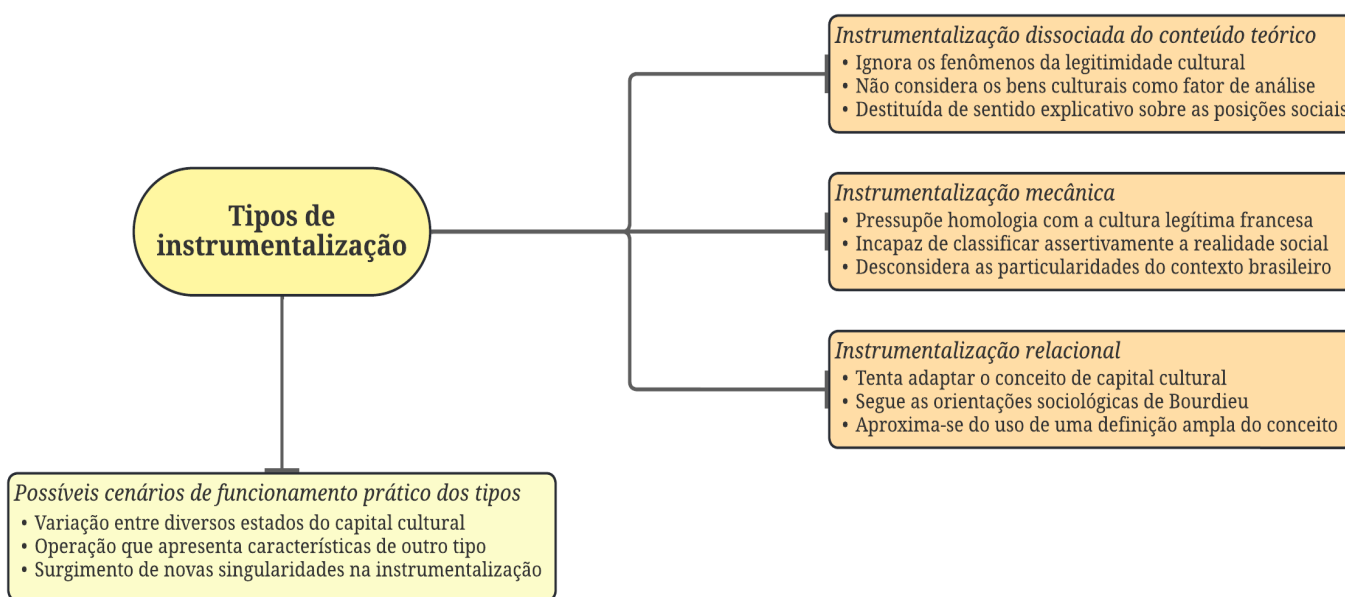 Instrumentalização dissociada do conteúdo teórico
• Ignora os fenômenos da legitimidade cultural
• Não considera os bens culturais como fator de análise
• Destituída de sentido explicativo sobre as posições sociais
Tipos de
instrumentalização
Instrumentalização mecânica
• Pressupõe homologia com a cultura legítima francesa
• Incapaz de classificar assertivamente a realidade social
• Desconsidera as particularidades do contexto brasileiro
Instrumentalização relacional
• Tenta adaptar o conceito de capital cultural
• Segue as orientações sociológicas de Bourdieu
• Aproxima-se do uso de uma definição ampla do conceito
Possíveis cenários de funcionamento prático dos tipos
• Variação entre diversos estados do capital cultural
• Operação que apresenta características de outro tipo
• Surgimento de novas singularidades na instrumentalização